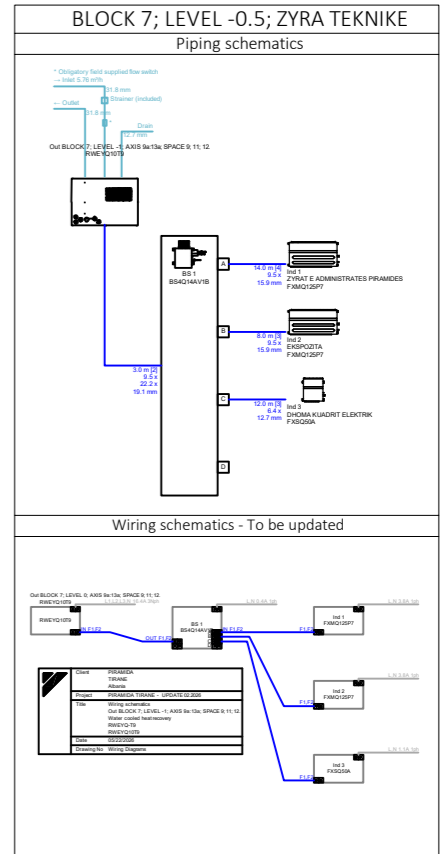 BLOCK 7; LEVEL -0.5; ZYRA TEKNIKE
Piping schematics
* Obligatory field supplied flow switch
→ Inlet 5.76 m³/h
31.8 mm
Strainer (included)
← Outlet
31.8 mm
*
Drain
12.7 mm
Out BLOCK 7; LEVEL -1; AXIS 9a:13a; SPACE 9; 11; 12
RWEYQ10T9
BS 1
BS4Q14AV1B
A
14.0 m [4]
9.5 x
15.9 mm
Ind 1
ZYRAT E ADMINISTRATES PIRAMIDES
FXMQ125P7
B
8.0 m [3]
9.5 x
15.9 mm
Ind 2
EKSPOZITA
FXMQ125P7
3.0 m [2]
9.5 x
22.2 x
19.1 mm
C
12.0 m [3]
6.4 x
12.7 mm
Ind 3
DHOMA KUADRIT ELEKTRIK
FXSQ50A
D
Wiring schematics - To be updated
Out BLOCK 7; LEVEL 0; AXIS 9a:13a; SPACE 9; 11; 12
RWEYQ10T9
RWEYQ10T9
IN F1,F2
OUT F1,F2
BS 1
BS4Q14AV1B
IN F1,F2
F1,F2
Ind 1
FXMQ125P7
F1,F2
Ind 2
FXMQ125P7
F1,F2
Ind 3
FXSQ50A
Client
PIRAMIDA
TIRANE
Albania
Project
PIRAMIDA TIRANE - UPDATE 02.2026
Title
Wiring schematics
Out BLOCK 7; LEVEL -1; AXIS 9a:13a; SPACE 9; 11; 12
Water cooled heat recovery
RWEYQ-T9
RWEYQ10T9
Date
05/22/2026
Drawing No
Wiring Diagrams